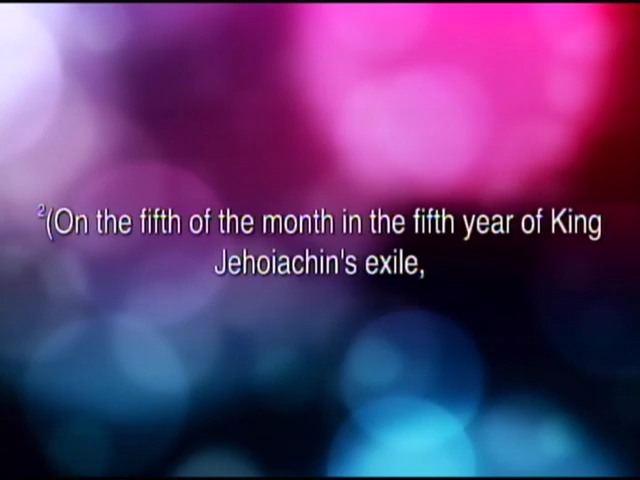 ²(On the fifth of the month in the fifth year of King
Jehoiachin's exile,